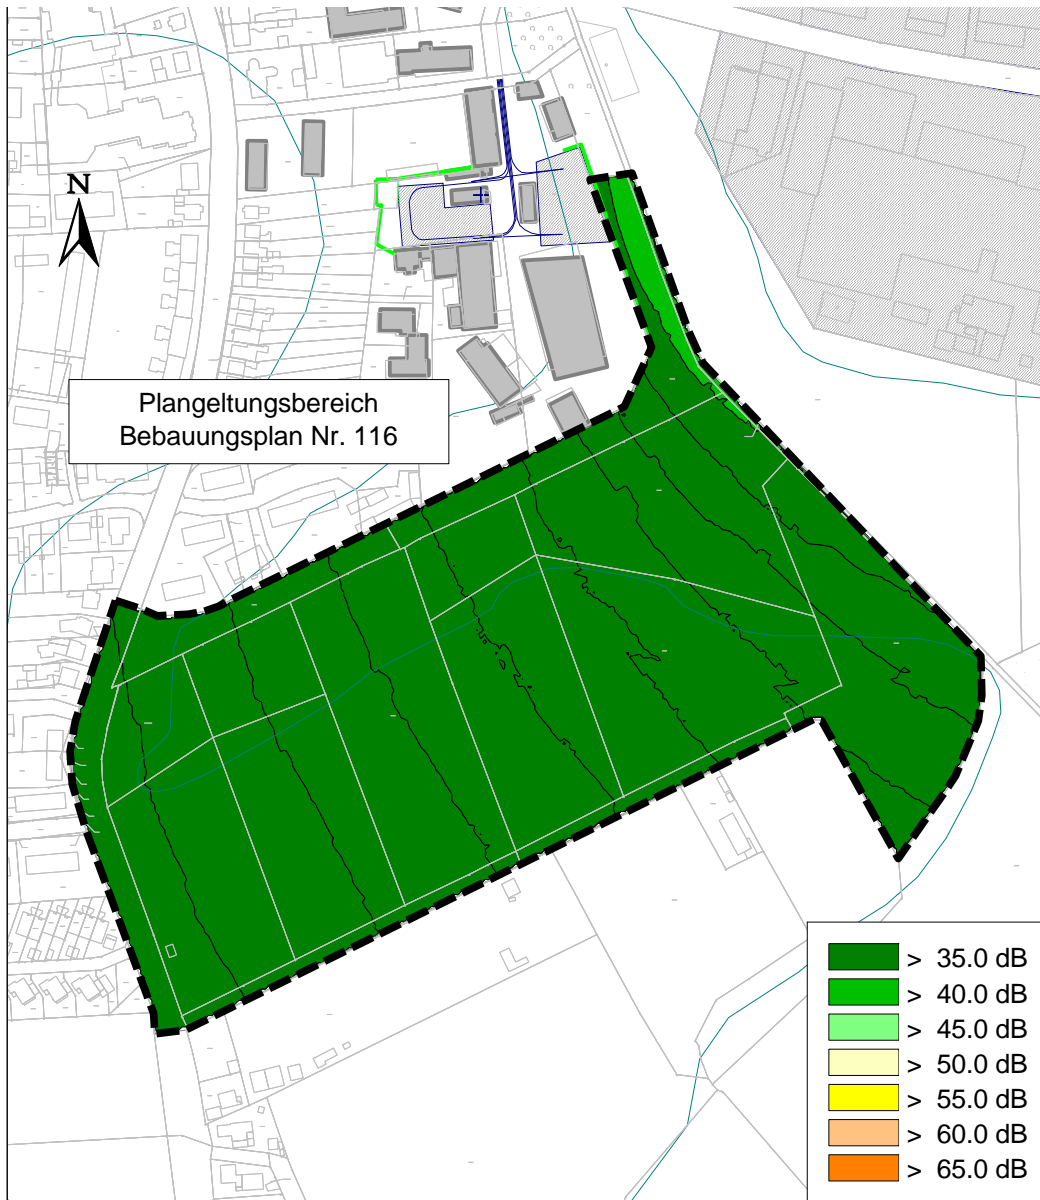 N
Plangeltungsbereich
Bebauungsplan Nr. 116
> 35.0 dB
> 40.0 dB
> 45.0 dB
> 50.0 dB
> 55.0 dB
> 60.0 dB
> 65.0 dB